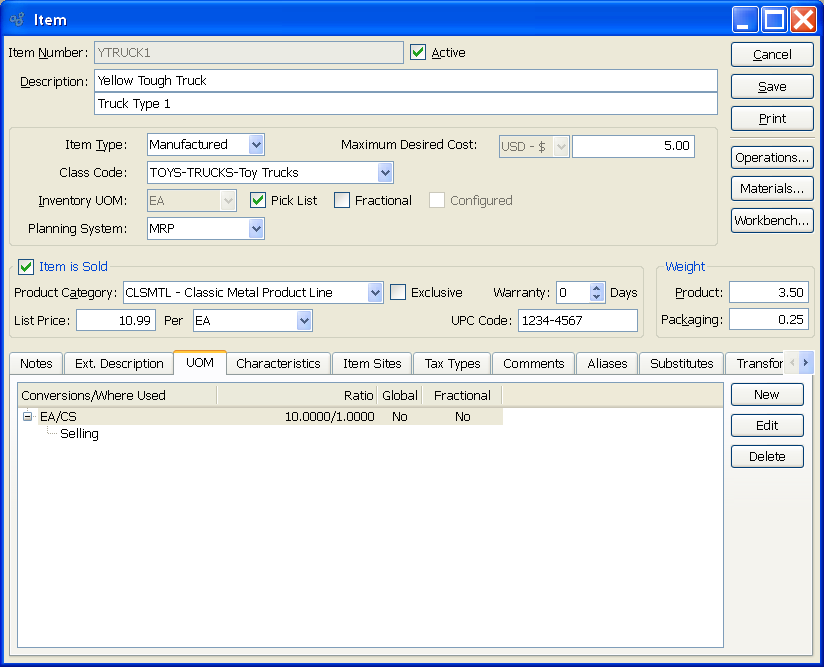 Item
Item Number: YTRUCK1 Active Cancel
Description: Yellow Tough Truck Save
Truck Type 1
Print
Item Type: Manufactured Maximum Desired Cost: USD - $ 5.00 Operations...
Class Code: TOYS-TRUCKS-Toy Trucks Materials...
Inventory UOM: EA Pick List Fractional Configured
Planning System: MRP Workbench...
Item is Sold Weight
Product Category: CLSMTL - Classic Metal Product Line Exclusive Warranty: 0 Days Product: 3.50
List Price: 10.99 Per EA UPC Code: 1234-4567 Packaging: 0.25
Notes Ext. Description UOM Characteristics Item Sites Tax Types Comments Aliases Substitutes Transfor
Conversions/Where Used Ratio Global Fractional New
EA/CS 10.0000/1.0000 No No
Selling Edit
Delete